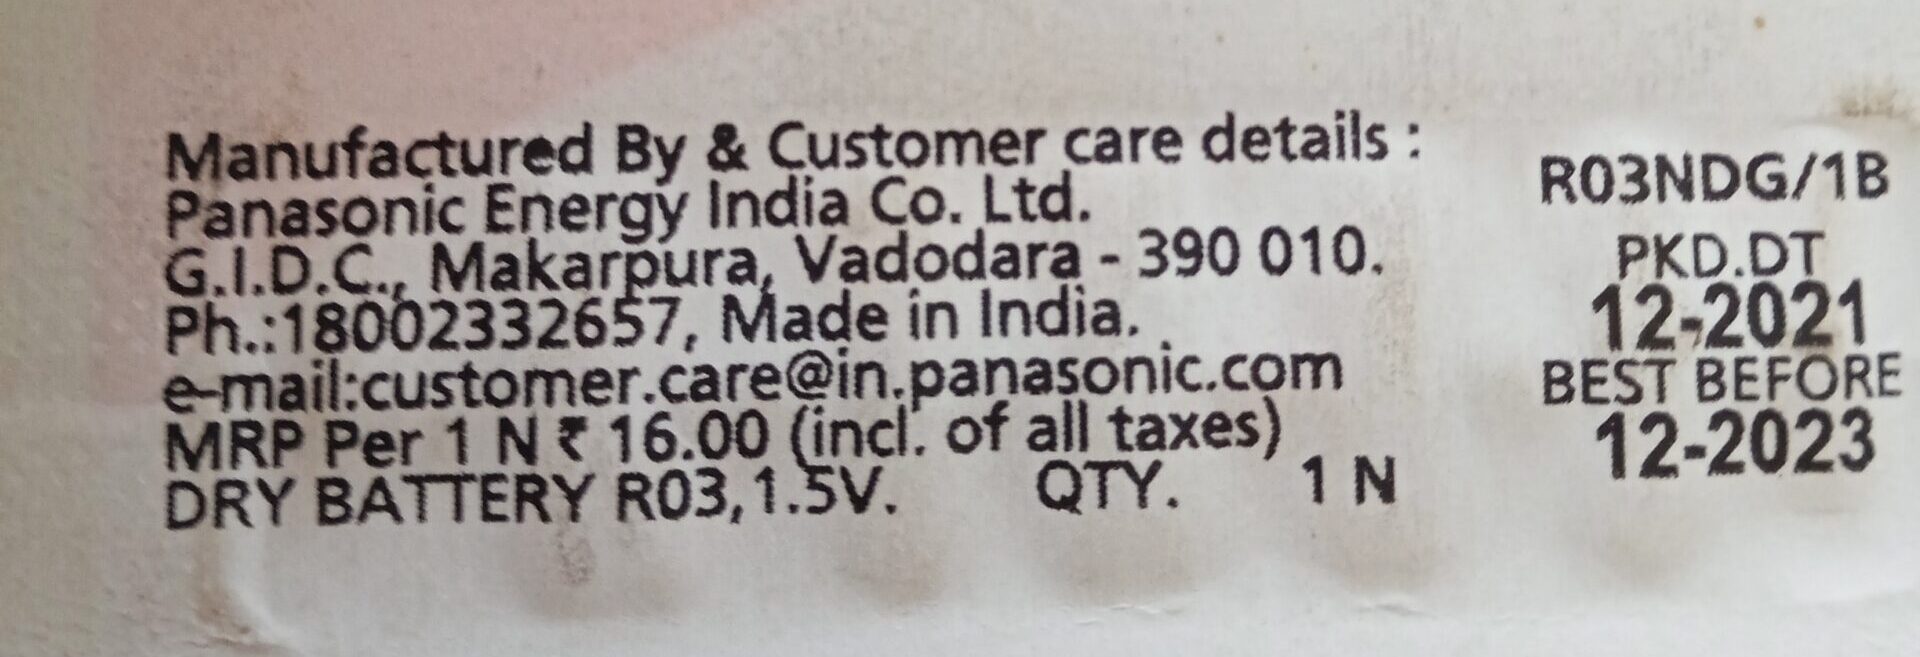 Manufactured By & Customer care details :
Panasonic Energy India Co. Ltd.
G.I.D.C., Makarpura, Vadodara - 390 010.
Ph.:18002332657, Made in India.
e-mail:customer.care@in.panasonic.com
MRP Per 1 N ₹ 16.00 (incl. of all taxes)
DRY BATTERY R03,1.5V. QTY. 1 N
R03NDG/1B
PKD.DT
12-2021
BEST BEFORE
12-2023